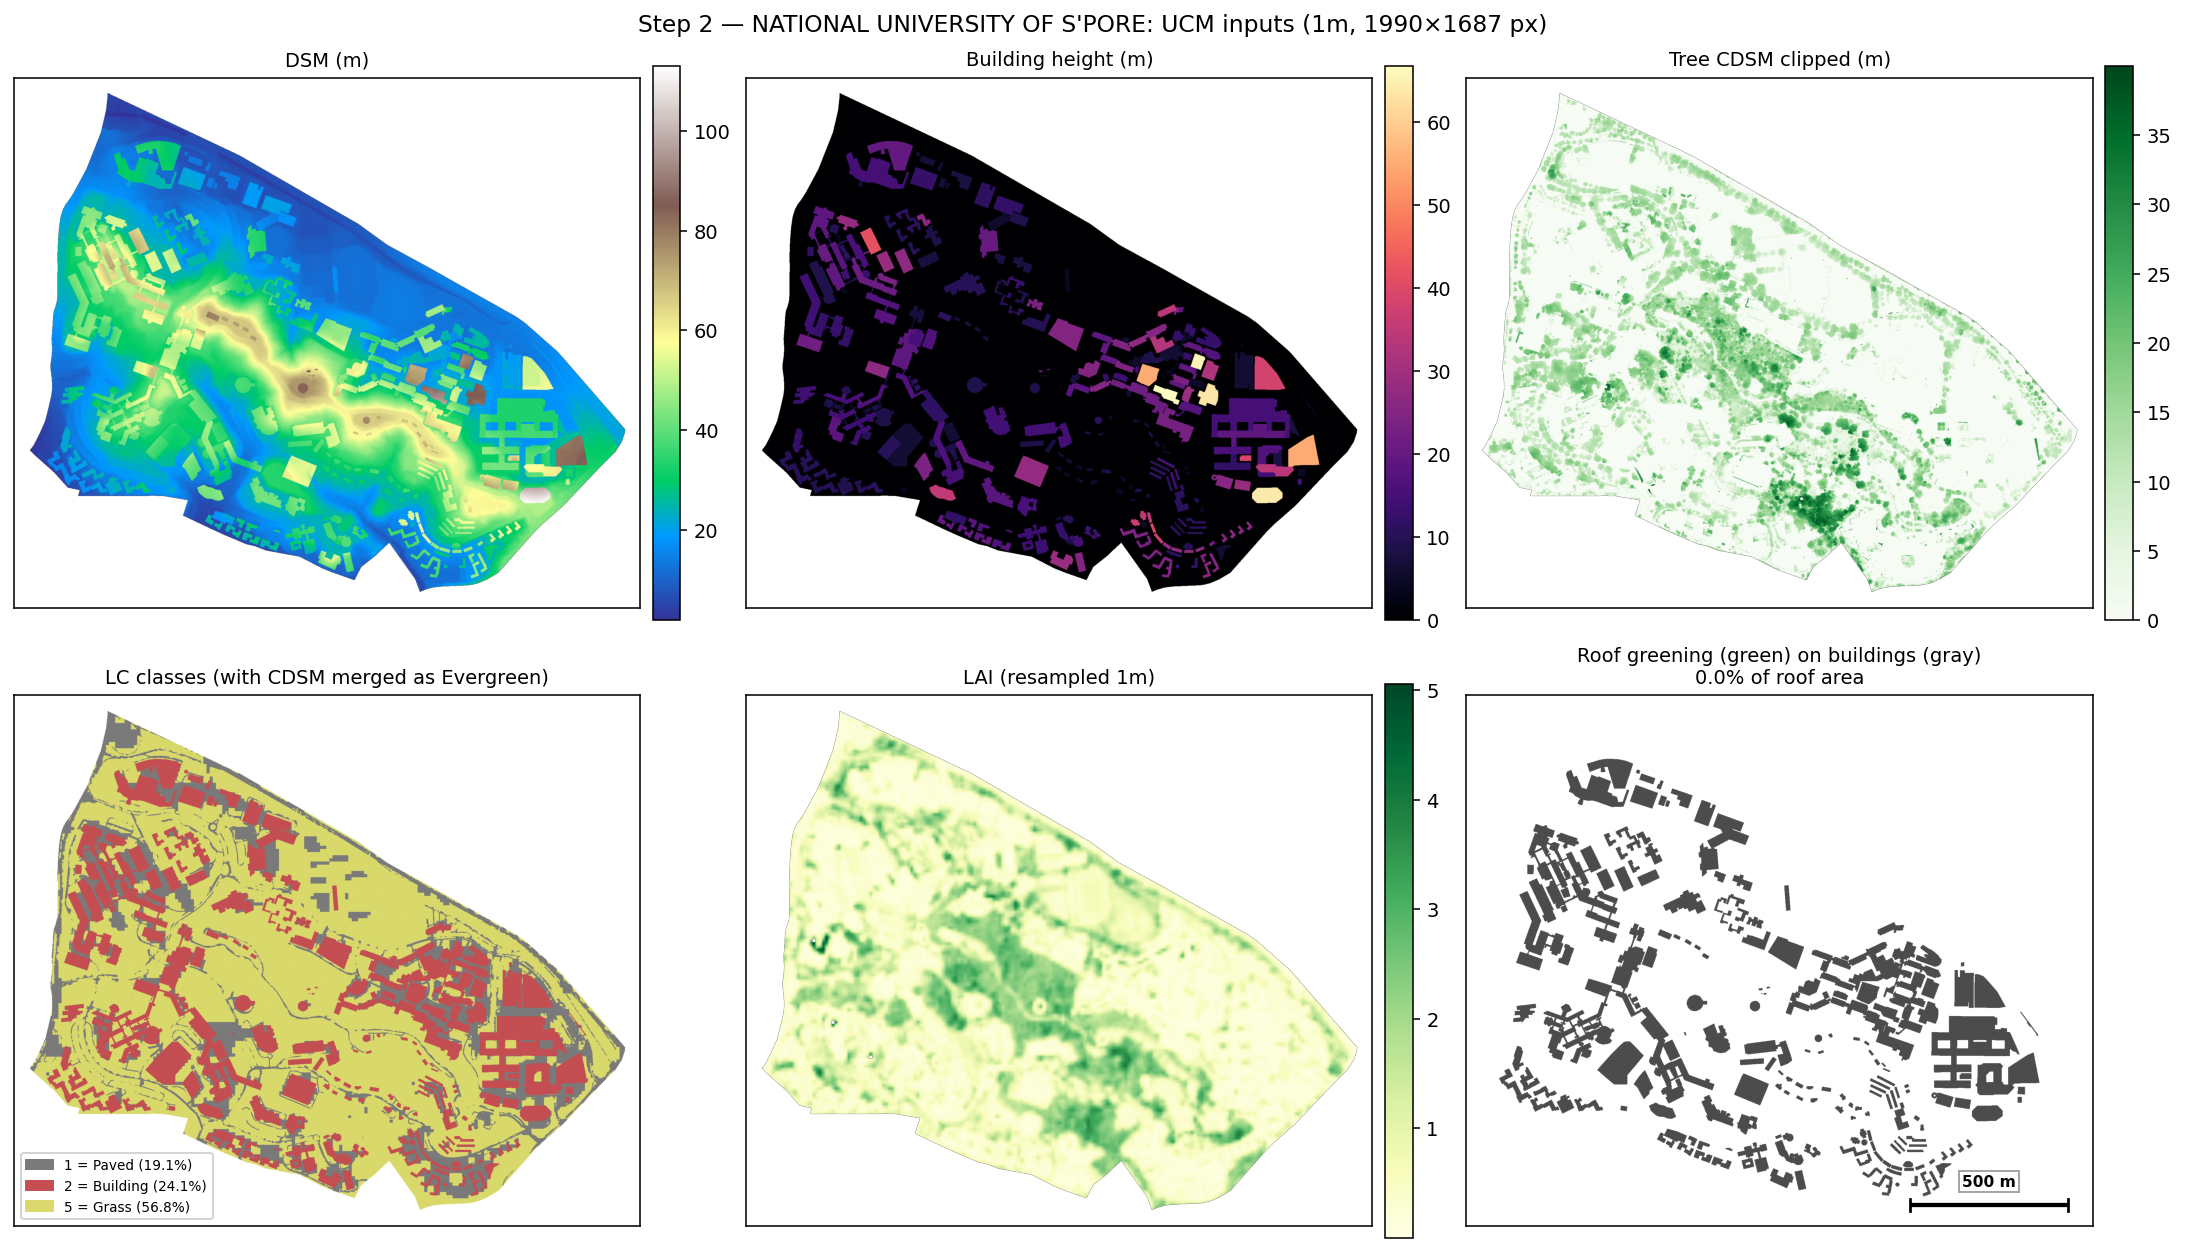 Step 2 — NATIONAL UNIVERSITY OF S'PORE: UCM inputs (1m, 1990×1687 px)
DSM (m)
100
80
60
40
20
Building height (m)
60
50
40
30
20
10
0
Tree CDSM clipped (m)
35
30
25
20
15
10
5
0
LC classes (with CDSM merged as Evergreen)
1 = Paved (19.1%)
2 = Building (24.1%)
5 = Grass (56.8%)
LAI (resampled 1m)
5
4
3
2
1
Roof greening (green) on buildings (gray)
0.0% of roof area
500 m